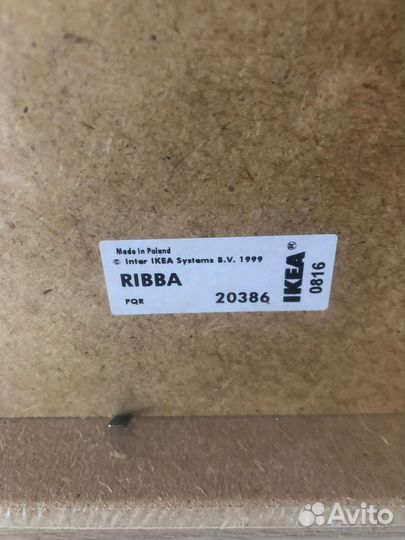 Made In Poland
© Inter IKEA Systems B.V. 1999
RIBBA
PQR 20386
IKEA®
0816
Avito